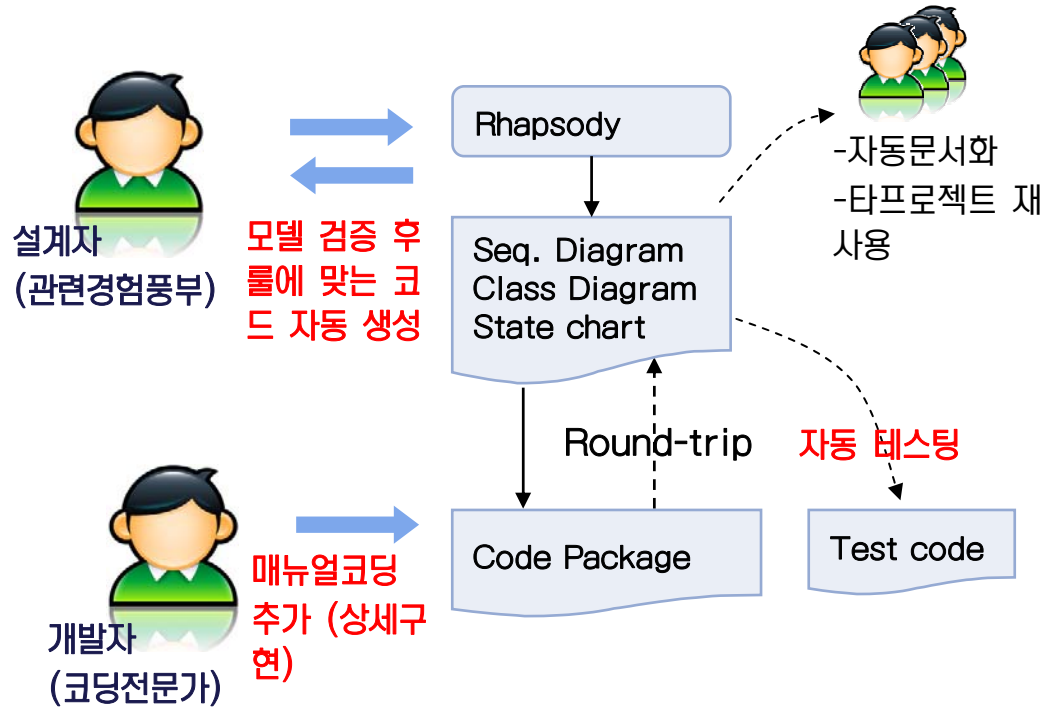 Rhapsody
-자동문서화
-타프로젝트 재
사용
설계자
(관련경험풍부)
모델 검증 후
룰에 맞는 코
드 자동 생성
Seq. Diagram
Class Diagram
State chart
Round-trip
자동 테스팅
개발자
(코딩전문가)
매뉴얼코딩
추가 (상세구
현)
Code Package
Test code